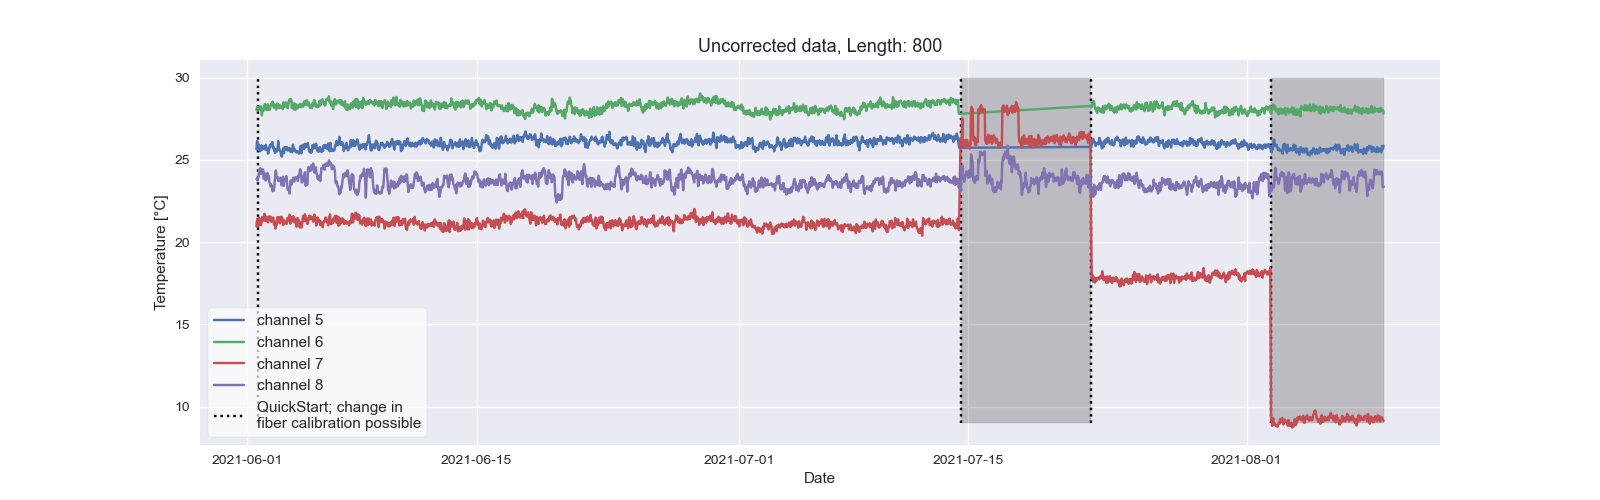 Uncorrected data, Length: 800
30
25
20
15
10
Temperature [°C]
channel 5
channel 6
channel 7
channel 8
QuickStart; change in
fiber calibration possible
2021-06-01
2021-06-15
2021-07-01
2021-07-15
2021-08-01
Date